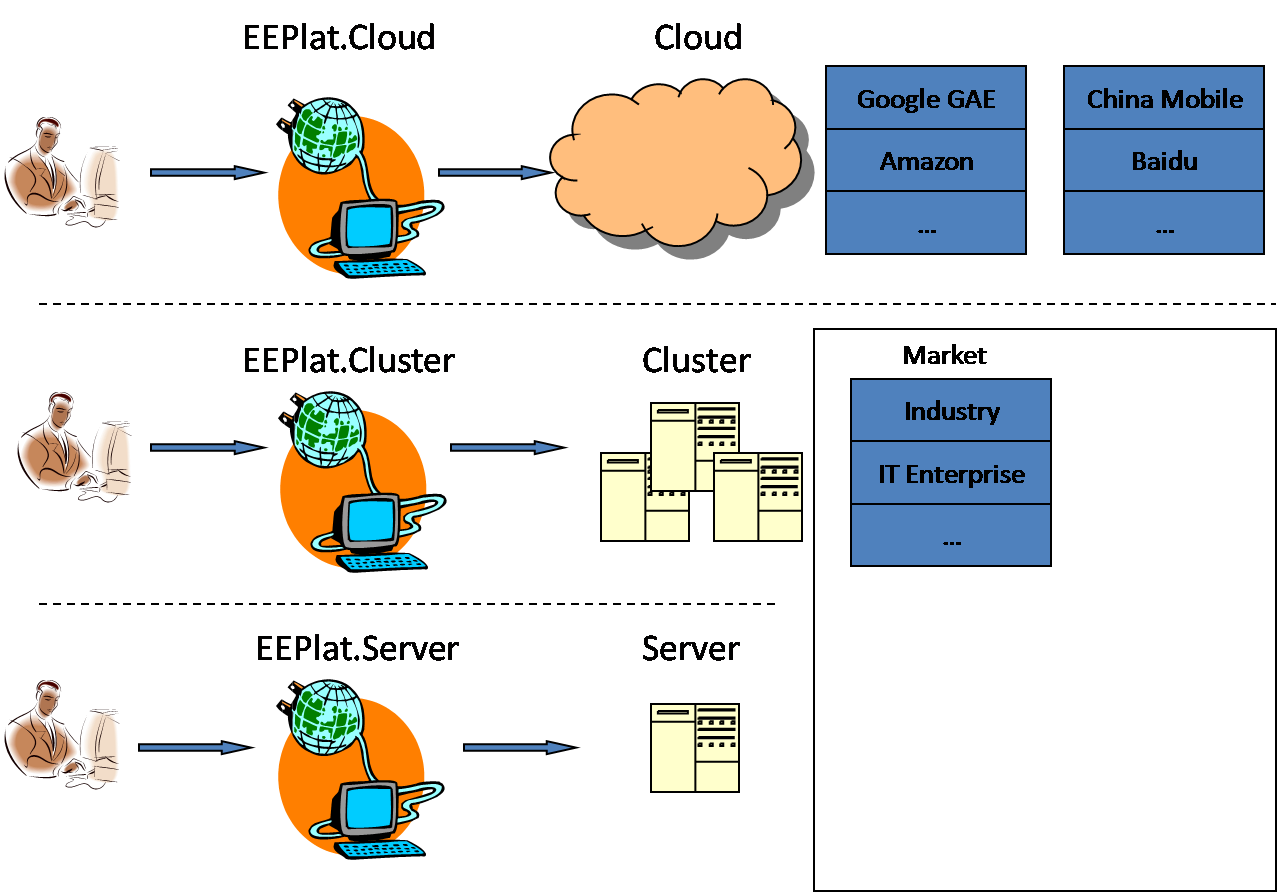 EEPlat.Cloud
Cloud
Google GAE
Amazon
...
China Mobile
Baidu
...
EEPlat.Cluster
Cluster
Market
Industry
IT Enterprise
...
EEPlat.Server
Server